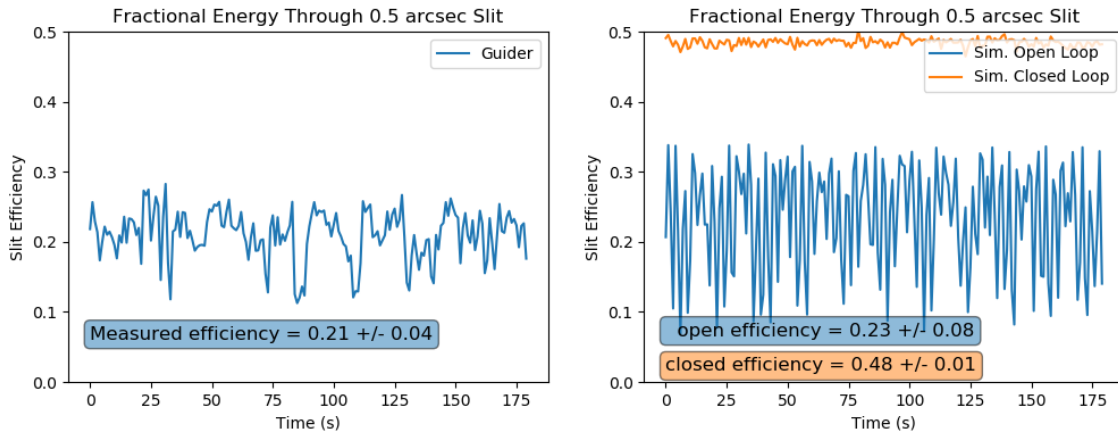 Fractional Energy Through 0.5 arcsec Slit
0.5
0.4
0.3
0.2
0.1
0.0
Slit Efficiency
Guider
Measured efficiency = 0.21 +/- 0.04
0 25 50 75 100 125 150 175
Time (s)
Fractional Energy Through 0.5 arcsec Slit
0.5
0.4
0.3
0.2
0.1
0.0
Slit Efficiency
Sim. Open Loop
Sim. Closed Loop
open efficiency = 0.23 +/- 0.08
closed efficiency = 0.48 +/- 0.01
0 25 50 75 100 125 150 175
Time (s)